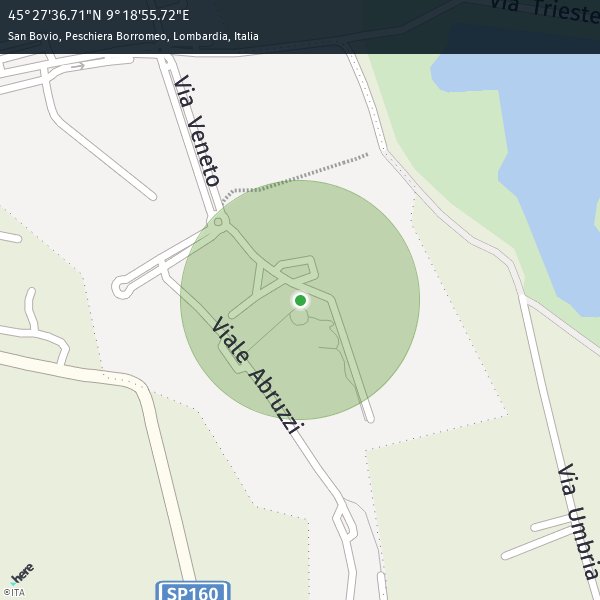 45°27'36.71"N 9°18'55.72"E
San Bovio, Peschiera Borromeo, Lombardia, Italia
Via Trieste
Via Veneto
Viale Abruzzi
Via Umbria
SP160
here
©ITA